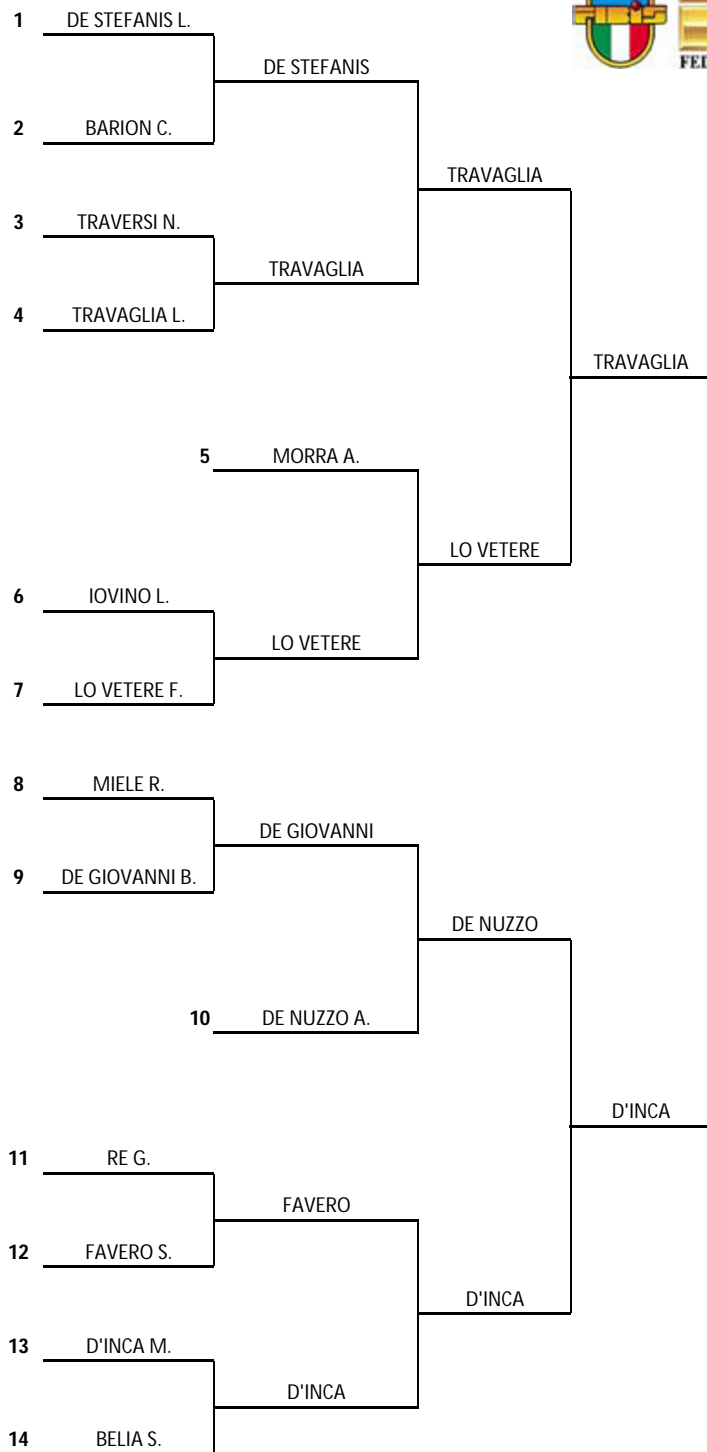 1 DE STEFANIS L.
FED
DE STEFANIS
2 BARION C.
TRAVAGLIA
3 TRAVERSI N.
TRAVAGLIA
4 TRAVAGLIA L.
TRAVAGLIA
5 MORRA A.
LO VETERE
6 IOVINO L.
LO VETERE
7 LO VETERE F.
8 MIELE R.
DE GIOVANNI
9 DE GIOVANNI B.
DE NUZZO
10 DE NUZZO A.
D'INCA
11 RE G.
FAVERO
12 FAVERO S.
D'INCA
13 D'INCA M.
D'INCA
14 BELIA S.